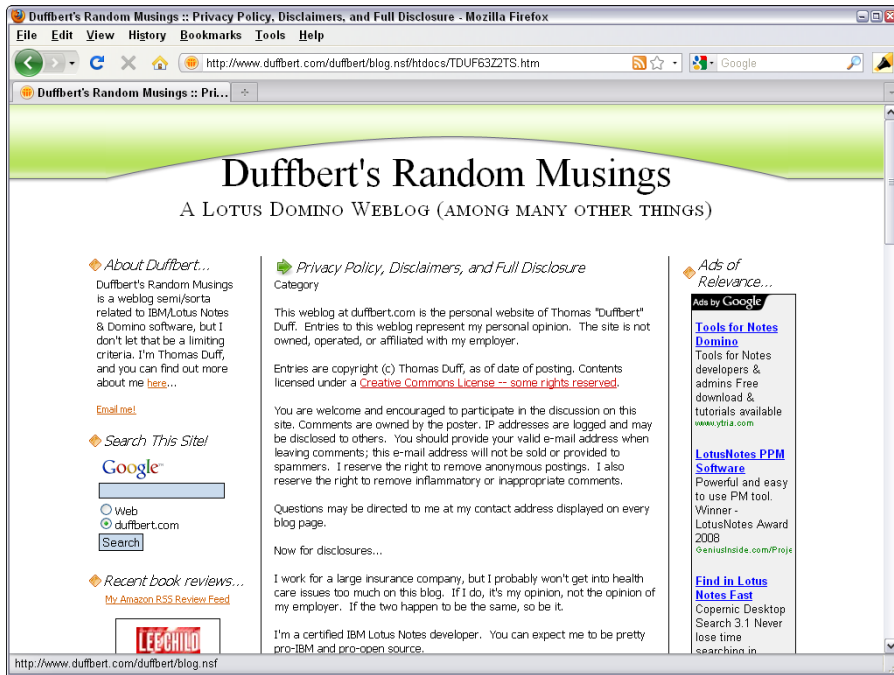 Duffbert's Random Musings :: Privacy Policy, Disclaimers, and Full Disclosure - Mozilla Firefox
File Edit View History Bookmarks Tools Help
http://www.duffbert.com/duffbert/blog.nsf/htdocs/TDUF63Z2TS.htm
Google
Duffbert's Random Musings :: Pri...
Duffbert's Random Musings
A Lotus Domino Weblog (among many other things)
About Duffbert...
Duffbert's Random Musings
is a weblog semi/sorta
related to IBM/Lotus Notes
& Domino software, but I
don't let that be a limiting
criteria. I'm Thomas Duff,
and you can find out more
about me here...
Email me!
Search This Site!
Google™
Web
duffbert.com
Search
Recent book reviews...
My Amazon RSS Review Feed
LEE CHILD
Privacy Policy, Disclaimers, and Full Disclosure
Category
This weblog at duffbert.com is the personal website of Thomas "Duffbert"
Duff. Entries to this weblog represent my personal opinion. The site is not
owned, operated, or affiliated with my employer.
Entries are copyright (c) Thomas Duff, as of date of posting. Contents
licensed under a Creative Commons License -- some rights reserved.
You are welcome and encouraged to participate in the discussion on this
site. Comments are owned by the poster. IP addresses are logged and may
be disclosed to others. You should provide your valid e-mail address when
leaving comments; this e-mail address will not be sold or provided to
spammers. I reserve the right to remove anonymous postings. I also
reserve the right to remove inflammatory or inappropriate comments.
Questions may be directed to me at my contact address displayed on every
blog page.
Now for disclosures...
I work for a large insurance company, but I probably won't get into health
care issues too much on this blog. If I do, it's my opinion, not the opinion of
my employer. If the two happen to be the same, so be it.
I'm a certified IBM Lotus Notes developer. You can expect me to be pretty
pro-IBM and pro-open source.
Ads of
Relevance...
Ads by Google
Tools for Notes
Domino
Tools for Notes
developers &
admins Free
download &
tutorials available
www.ytria.com
LotusNotes PPM
Software
Powerful and easy
to use PM tool.
Winner -
LotusNotes Award
2008
GeniusInside.com/Proje
Find in Lotus
Notes Fast
Copernic Desktop
Search 3.1 Never
lose time
searching in
http://www.duffbert.com/duffbert/blog.nsf